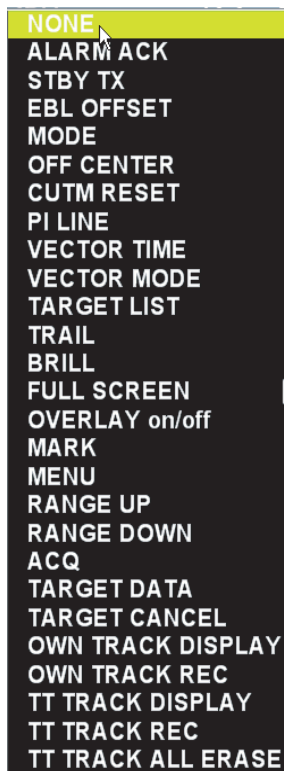 NONE
ALARM ACK
STBY TX
EBL OFFSET
MODE
OFF CENTER
CUTM RESET
PI LINE
VECTOR TIME
VECTOR MODE
TARGET LIST
TRAIL
BRILL
FULL SCREEN
OVERLAY on/off
MARK
MENU
RANGE UP
RANGE DOWN
ACQ
TARGET DATA
TARGET CANCEL
OWN TRACK DISPLAY
OWN TRACK REC
TT TRACK DISPLAY
TT TRACK REC
TT TRACK ALL ERASE